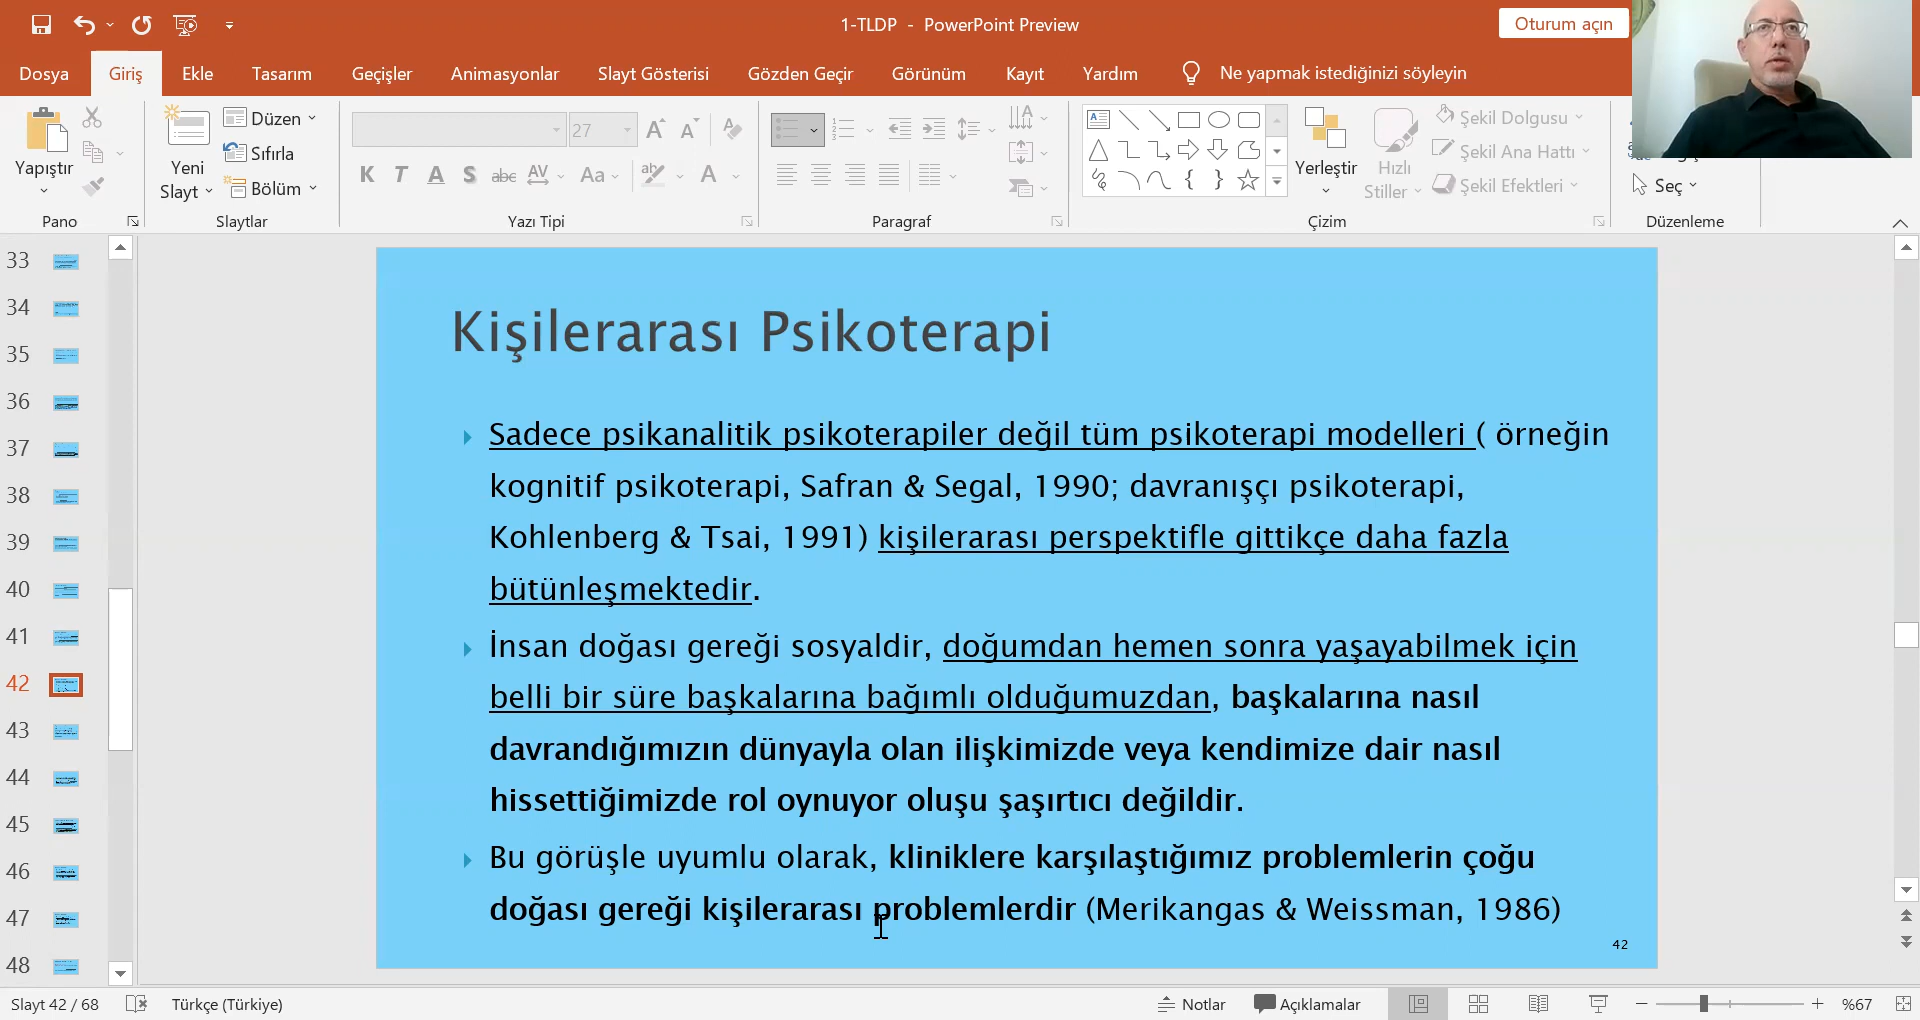 1-TLDP - PowerPoint Preview
Oturum açın
Dosya Giriş Ekle Tasarım Geçişler Animasyonlar Slayt Gösterisi Gözden Geçir Görünüm Kayıt Yardım Ne yapmak istediğinizi söyleyin
Yapıştır
Yeni
Slayt
Düzen
Sıfırla
Bölüm
27
K T A S abc AV Aa A
Yerleştir
Hızlı
Stiller
Şekil Dolgusu
Şekil Ana Hattı
Şekil Efektleri
Seç
Pano Slaytlar Yazı Tipi Paragraf Çizim Düzenleme
33
34
35
36
37
38
39
40
41
42
43
44
45
46
47
48
Kişilerarası Psikoterapi
Sadece psikanalitik psikoterapiler değil tüm psikoterapi modelleri ( örneğin
kognitif psikoterapi, Safran & Segal, 1990; davranışçı psikoterapi,
Kohlenberg & Tsai, 1991) kişilerarası perspektifle gittikçe daha fazla
bütünleşmektedir.
İnsan doğası gereği sosyaldir, doğumdan hemen sonra yaşayabilmek için
belli bir süre başkalarına bağımlı olduğumuzdan, başkalarına nasıl
davrandığımızın dünyayla olan ilişkimizde veya kendimize dair nasıl
hissettiğimizde rol oynuyor oluşu şaşırtıcı değildir.
Bu görüşle uyumlu olarak, kliniklere karşılaştığımız problemlerin çoğu
doğası gereği kişilerarası problemlerdir (Merikangas & Weissman, 1986)
42
Slayt 42 / 68 Türkçe (Türkiye) Notlar Açıklamalar %67